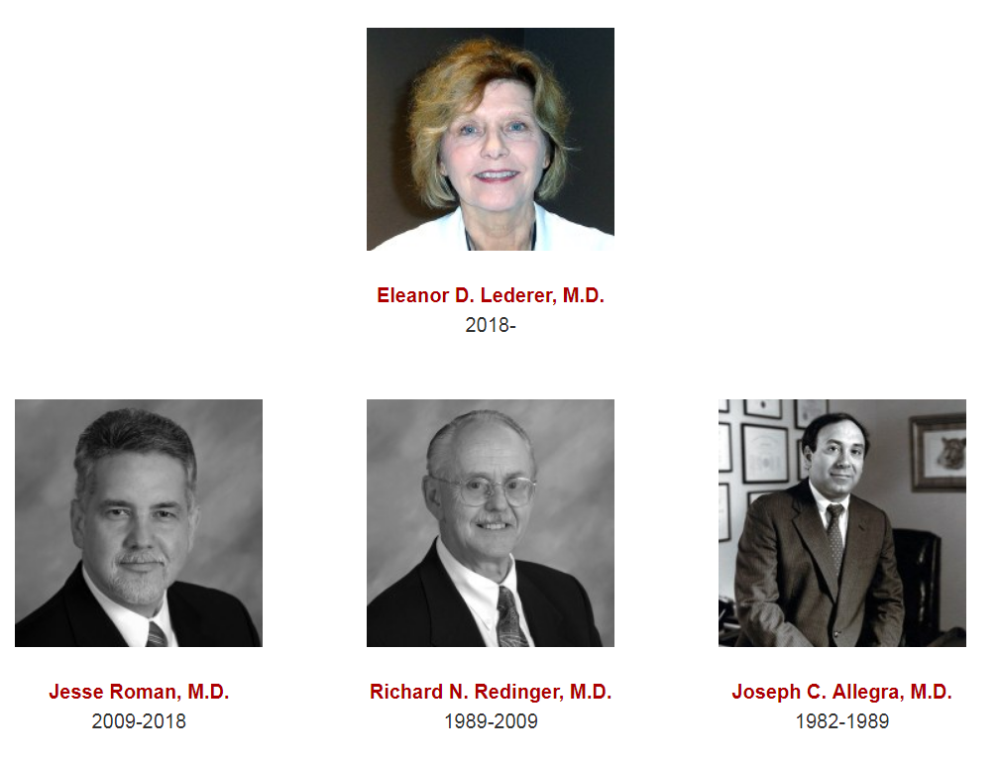 Eleanor D. Lederer, M.D.
2018-
Jesse Roman, M.D.
2009-2018
Richard N. Redinger, M.D.
1989-2009
Joseph C. Allegra, M.D.
1982-1989